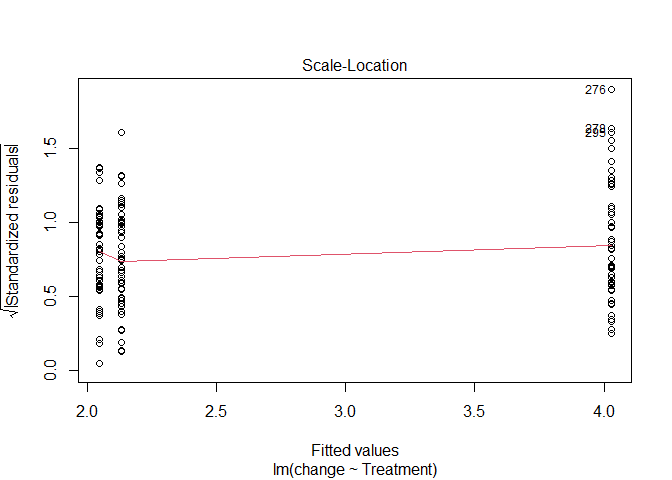 Scale-Location
√|Standardized residuals|
1.5
1.0
0.5
0.0
276
295
2.0 2.5 3.0 3.5 4.0
Fitted values
lm(change ~ Treatment)